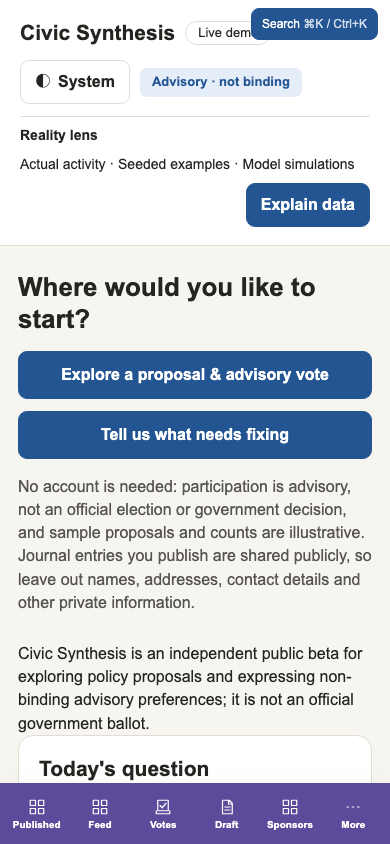 Civic Synthesis
Live dem
Search ⌘K / Ctrl+K
System
Advisory · not binding
Reality lens
Actual activity · Seeded examples · Model simulations
Explain data
Where would you like to
start?
Explore a proposal & advisory vote
Tell us what needs fixing
No account is needed: participation is advisory,
not an official election or government decision,
and sample proposals and counts are illustrative.
Journal entries you publish are shared publicly, so
leave out names, addresses, contact details and
other private information.
Civic Synthesis is an independent public beta for
exploring policy proposals and expressing non-
binding advisory preferences; it is not an official
government ballot.
Today's question
Published
Feed
Votes
Draft
Sponsors
More